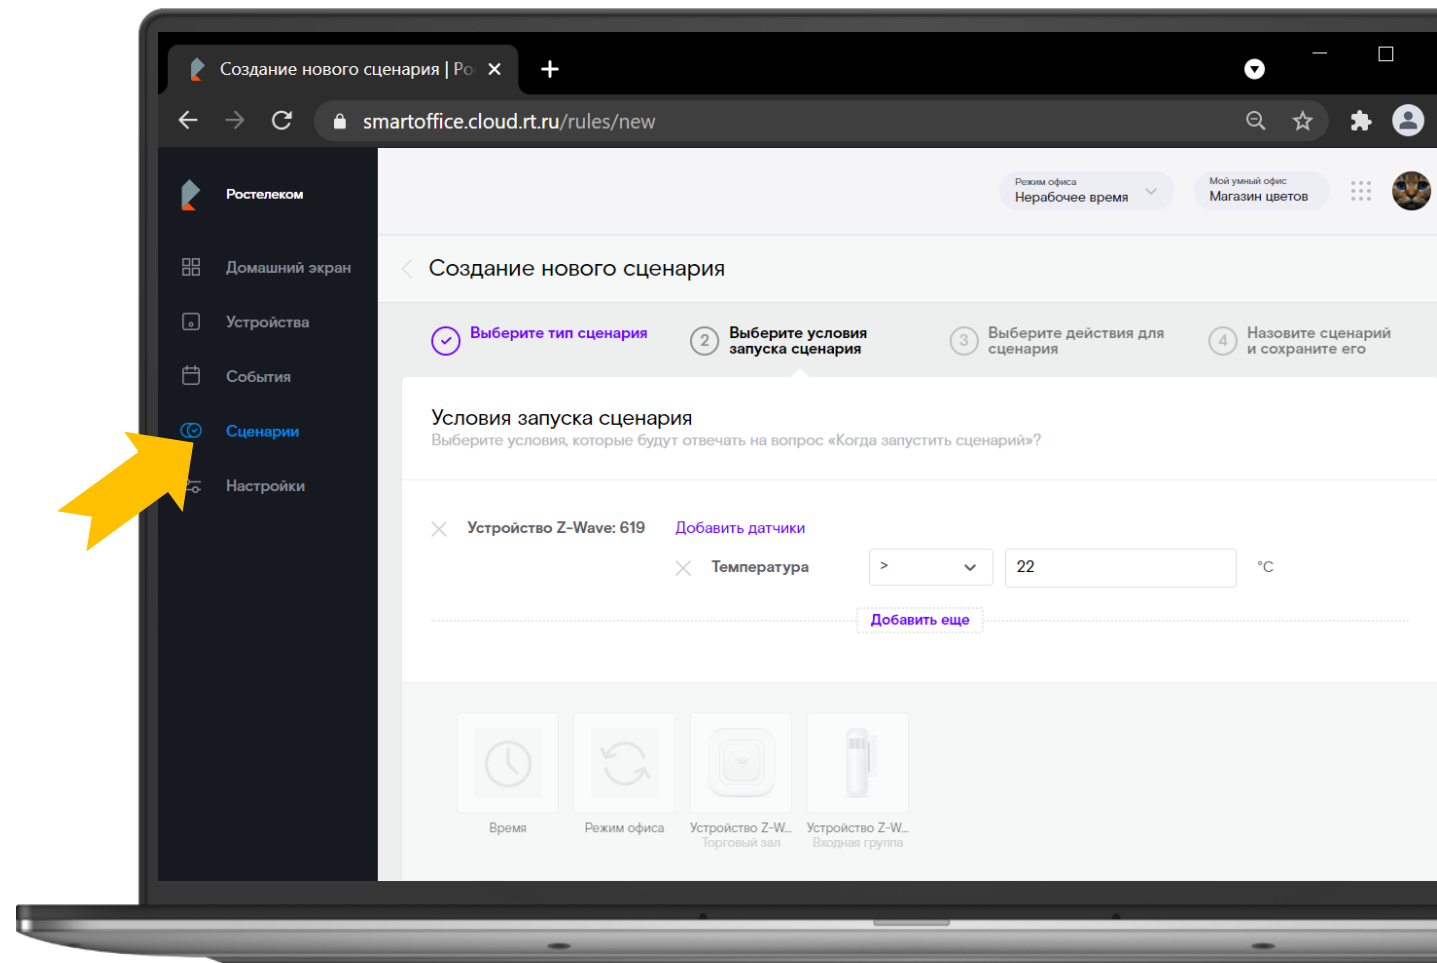 Создание нового сценария | Ро
smartoffice.cloud.rt.ru/rules/new
Ростелеком
Режим офиса
Нерабочее время
Мой умный офис
Магазин цветов
Домашний экран
Устройства
События
Сценарии
Настройки
Создание нового сценария
Выберите тип сценария
2
Выберите условия
запуска сценария
3
Выберите действия для
сценария
4
Назовите сценарий
и сохраните его
Условия запуска сценария
Выберите условия, которые будут отвечать на вопрос «Когда запустить сценарий»?
Устройство Z-Wave: 619
Добавить датчики
Температура
>
22
°C
Добавить еще
Время
Режим офиса
Устройство Z-W...
Торговый зал
Устройство Z-W...
Входная группа